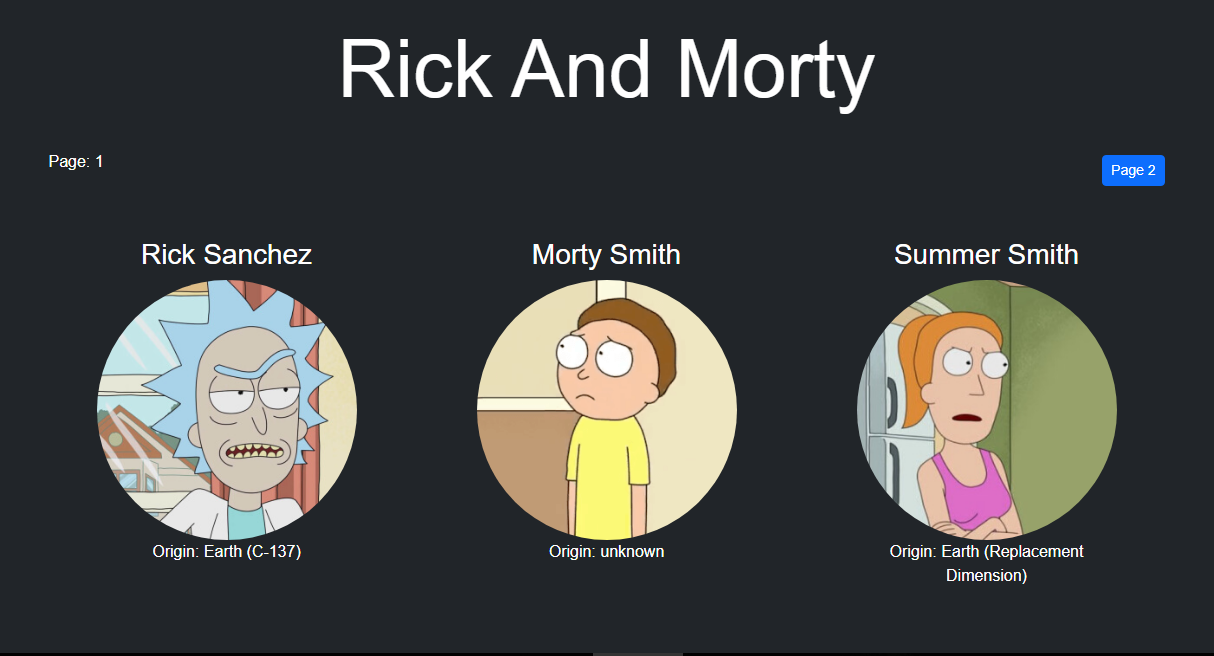 Rick And Morty
Page: 1
Page 2
Rick Sanchez
Morty Smith
Summer Smith
Origin: Earth (C-137)
Origin: unknown
Origin: Earth (Replacement
Dimension)